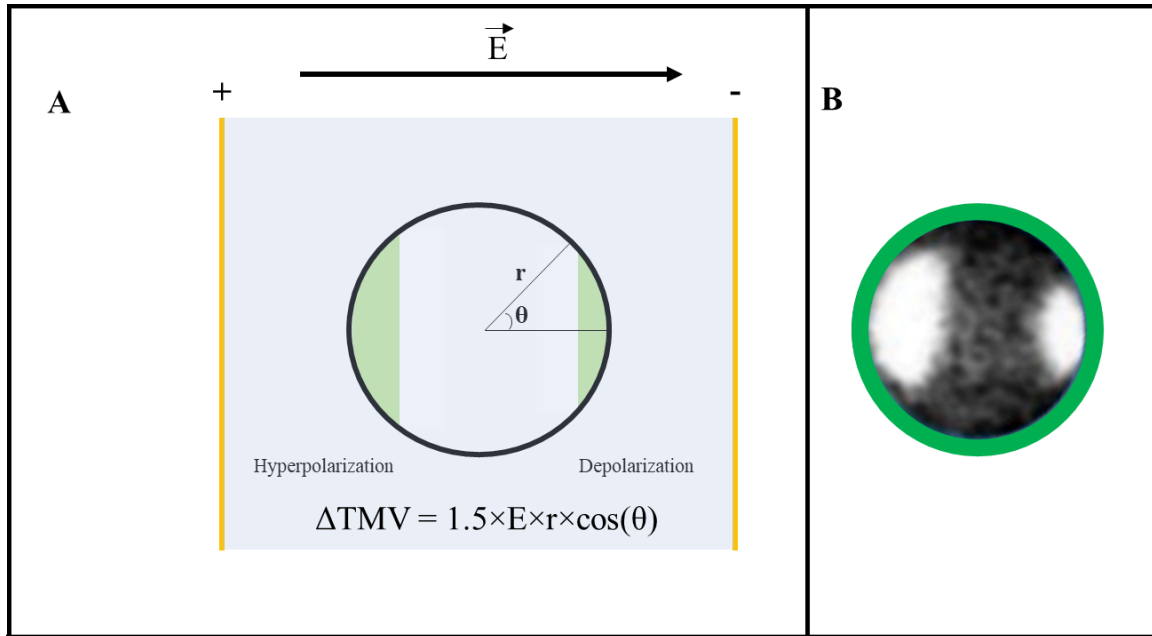 E
A
+
-
B
r
θ
Hyperpolarization
Depolarization
ΔTMV = 1.5×E×r×cos(θ)